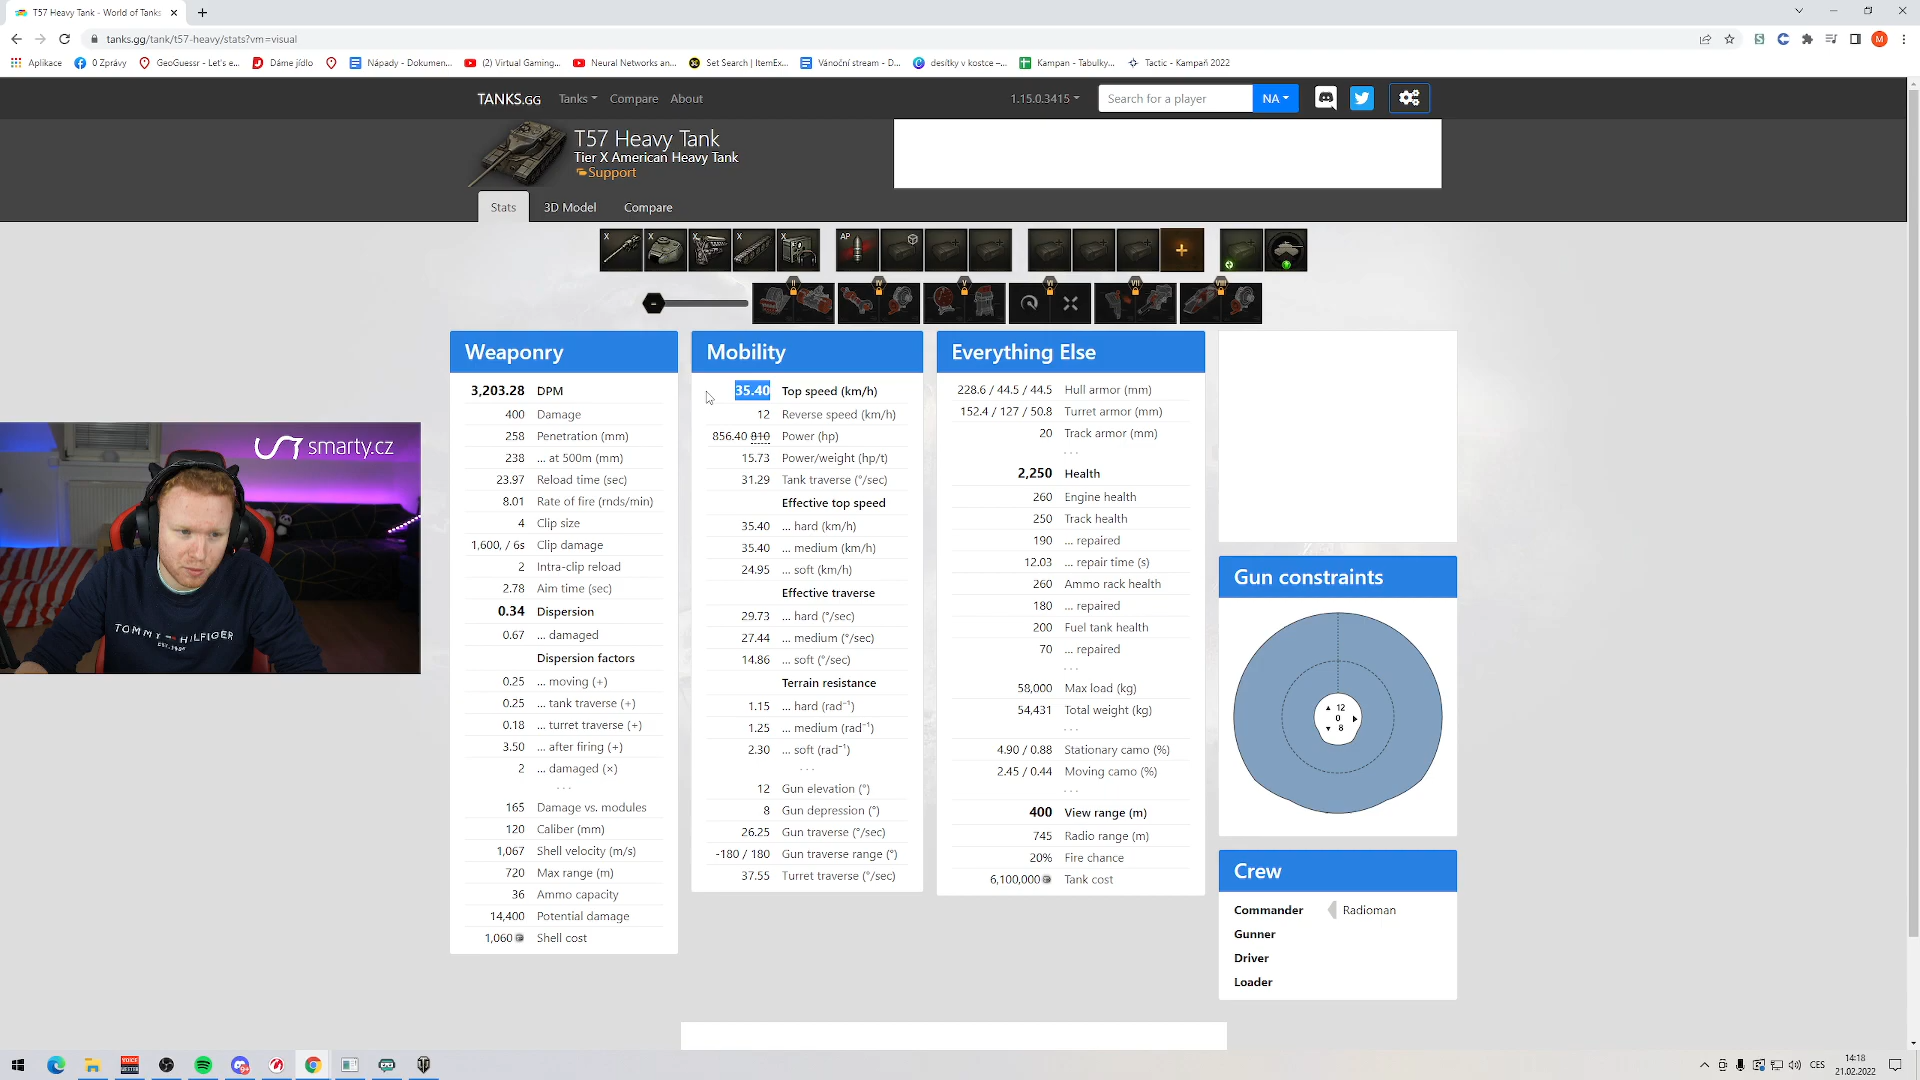 T57 Heavy Tank - World of Tanks
tanks.gg/tank/t57-heavy/stats?vm=visual
Aplikace
0 Zprávy
GeoGuessr - Let's e...
Dáme jídlo
Nápady - Dokumen...
(2) Virtual Gaming...
Neural Networks an...
Set Search | ItemEx...
Vánoční stream - D...
desítky v kostce –...
Kampan - Tabulky...
Tactic - Kampaň 2022
TANKS.GG
Tanks
Compare
About
1.15.0.3415
Search for a player
NA
T57 Heavy Tank
Tier X American Heavy Tank
Support
Stats
3D Model
Compare
X X X X X AP
II IV V VI VII VIII
Weaponry
3,203.28 DPM
400 Damage
258 Penetration (mm)
238 ... at 500m (mm)
23.97 Reload time (sec)
8.01 Rate of fire (rnds/min)
4 Clip size
1,600, / 6s Clip damage
2 Intra-clip reload
2.78 Aim time (sec)
0.34 Dispersion
0.67 ... damaged
Dispersion factors
0.25 ... moving (+)
0.25 ... tank traverse (+)
0.18 ... turret traverse (+)
3.50 ... after firing (+)
2 ... damaged (×)
...
165 Damage vs. modules
120 Caliber (mm)
1,067 Shell velocity (m/s)
720 Max range (m)
36 Ammo capacity
14,400 Potential damage
1,060 Shell cost
Mobility
35.40 Top speed (km/h)
12 Reverse speed (km/h)
856.40 810 Power (hp)
15.73 Power/weight (hp/t)
31.29 Tank traverse (°/sec)
Effective top speed
35.40 ... hard (km/h)
35.40 ... medium (km/h)
24.95 ... soft (km/h)
Effective traverse
29.73 ... hard (°/sec)
27.44 ... medium (°/sec)
14.86 ... soft (°/sec)
Terrain resistance
1.15 ... hard (rad⁻¹)
1.25 ... medium (rad⁻¹)
2.30 ... soft (rad⁻¹)
...
12 Gun elevation (°)
8 Gun depression (°)
26.25 Gun traverse (°/sec)
-180 / 180 Gun traverse range (°)
37.55 Turret traverse (°/sec)
Everything Else
228.6 / 44.5 / 44.5 Hull armor (mm)
152.4 / 127 / 50.8 Turret armor (mm)
20 Track armor (mm)
...
2,250 Health
260 Engine health
250 Track health
190 ... repaired
12.03 ... repair time (s)
260 Ammo rack health
180 ... repaired
200 Fuel tank health
70 ... repaired
...
58,000 Max load (kg)
54,431 Total weight (kg)
...
4.90 / 0.88 Stationary camo (%)
2.45 / 0.44 Moving camo (%)
...
400 View range (m)
745 Radio range (m)
20% Fire chance
6,100,000 Tank cost
Gun constraints
12
0
8
Crew
Commander Radioman
Gunner
Driver
Loader
smarty.cz
TOMMY HILFIGER
CES
14:18
21.02.2022